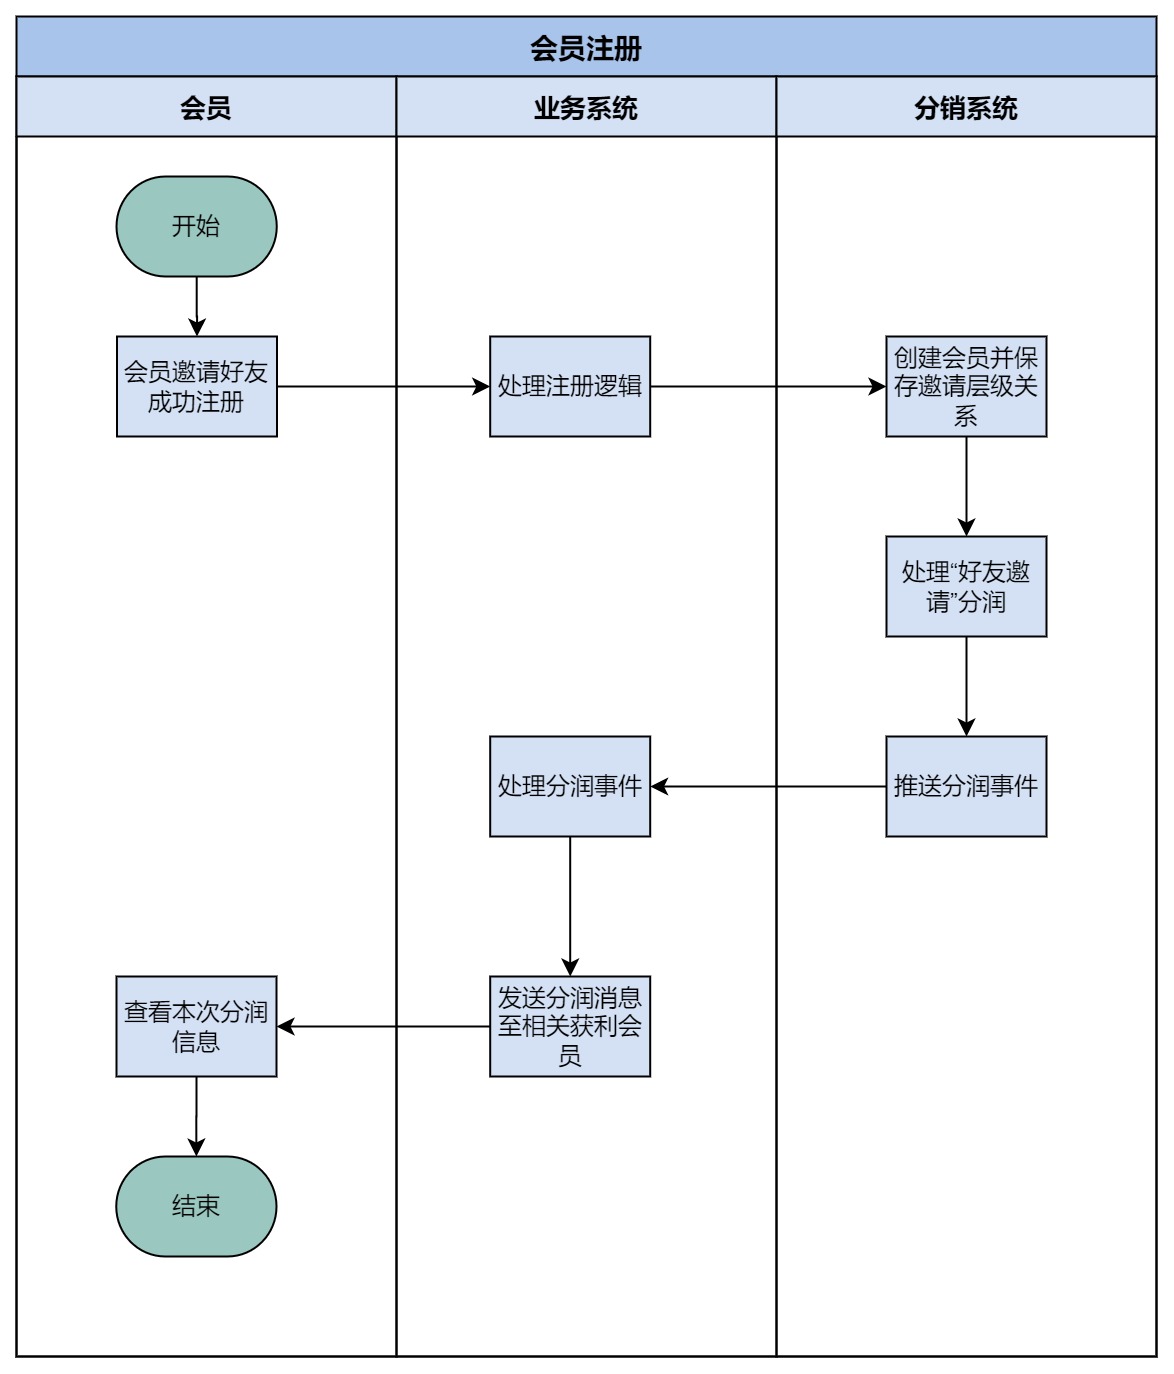 会员注册
会员
业务系统
分销系统
开始
会员邀请好友
成功注册
处理注册逻辑
创建会员并保
存邀请层级关
系
处理“好友邀
请”分润
推送分润事件
处理分润事件
发送分润消息
至相关获利会
员
查看本次分润
信息
结束